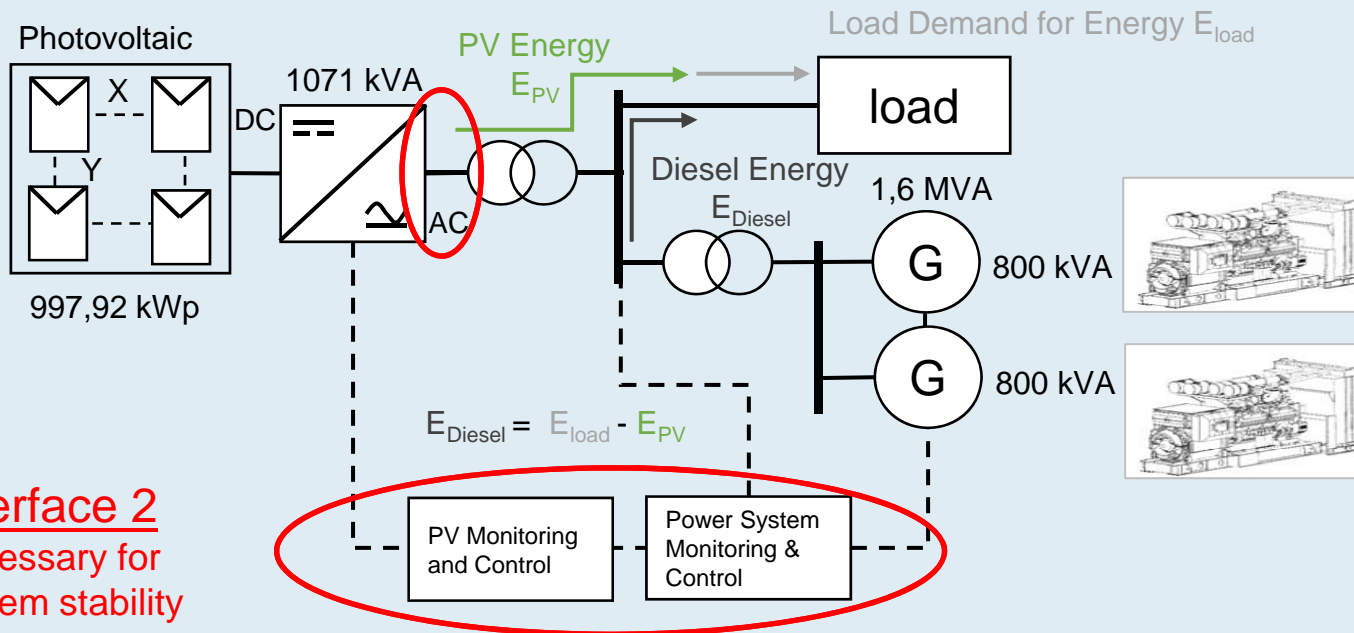 Load Demand for Energy Eload
Photovoltaic
PV Energy
EPV
1071 kVA
X
DC
load
Y
Diesel Energy
EDiesel
1,6 MVA
AC
G
800 kVA
997,92 kWp
G
800 kVA
EDiesel = Eload - EPV
erface 2
essary for
em stability
PV Monitoring
and Control
Power System
Monitoring &
Control